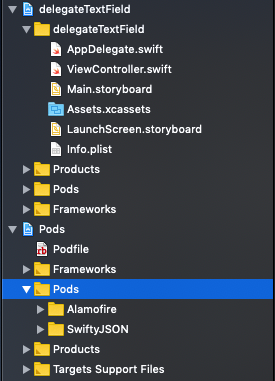 delegateTextField
delegateTextField
AppDelegate.swift
ViewController.swift
Main.storyboard
Assets.xcassets
LaunchScreen.storyboard
Info.plist
Products
Pods
Frameworks
Pods
Podfile
Frameworks
Pods
Alamofire
SwiftyJSON
Products
Targets Support Files